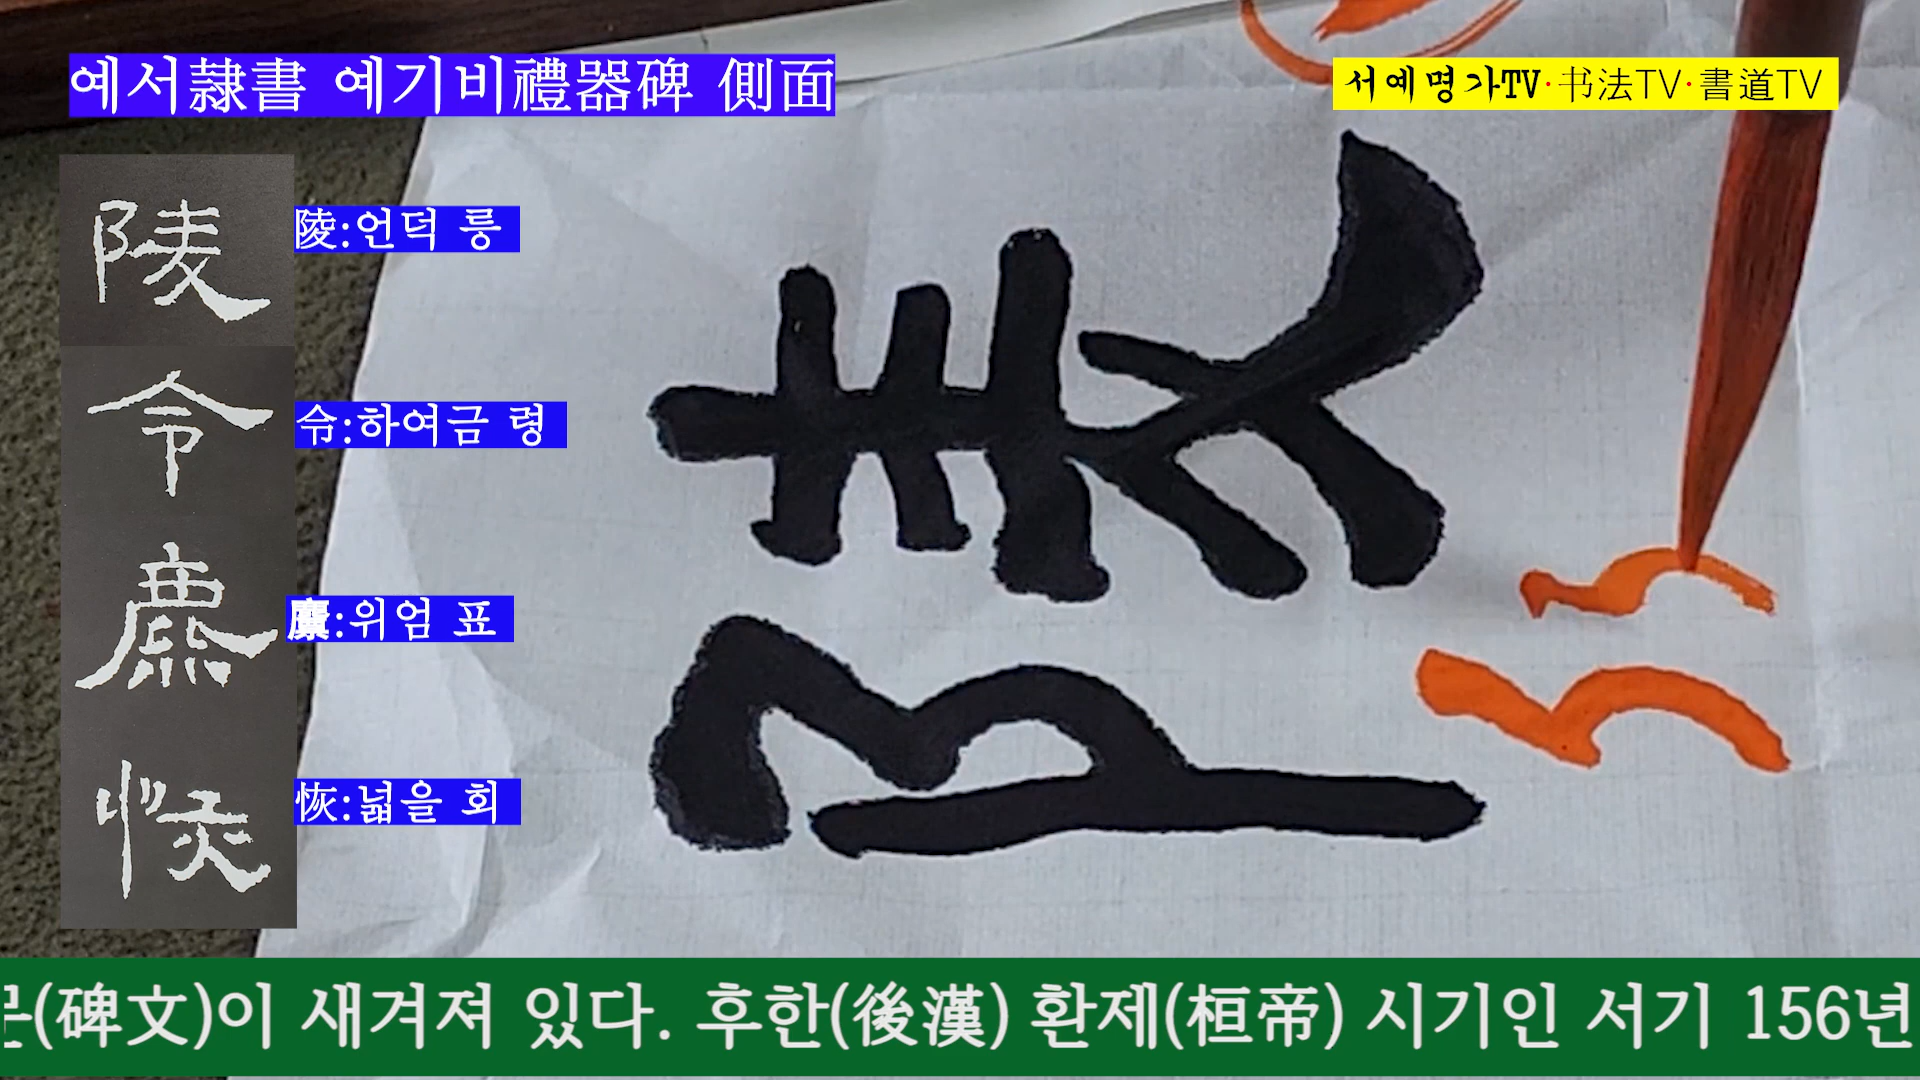 예서隷書 예기비禮器碑 側面
서예명가TV·书法TV·書道TV
陵:언덕 릉
令:하여금 령
麃:위엄 표
恢:넓을 회
陵
令
麃
恢
陵
문(碑文)이 새겨져 있다. 후한(後漢) 환제(桓帝) 시기인 서기 156년